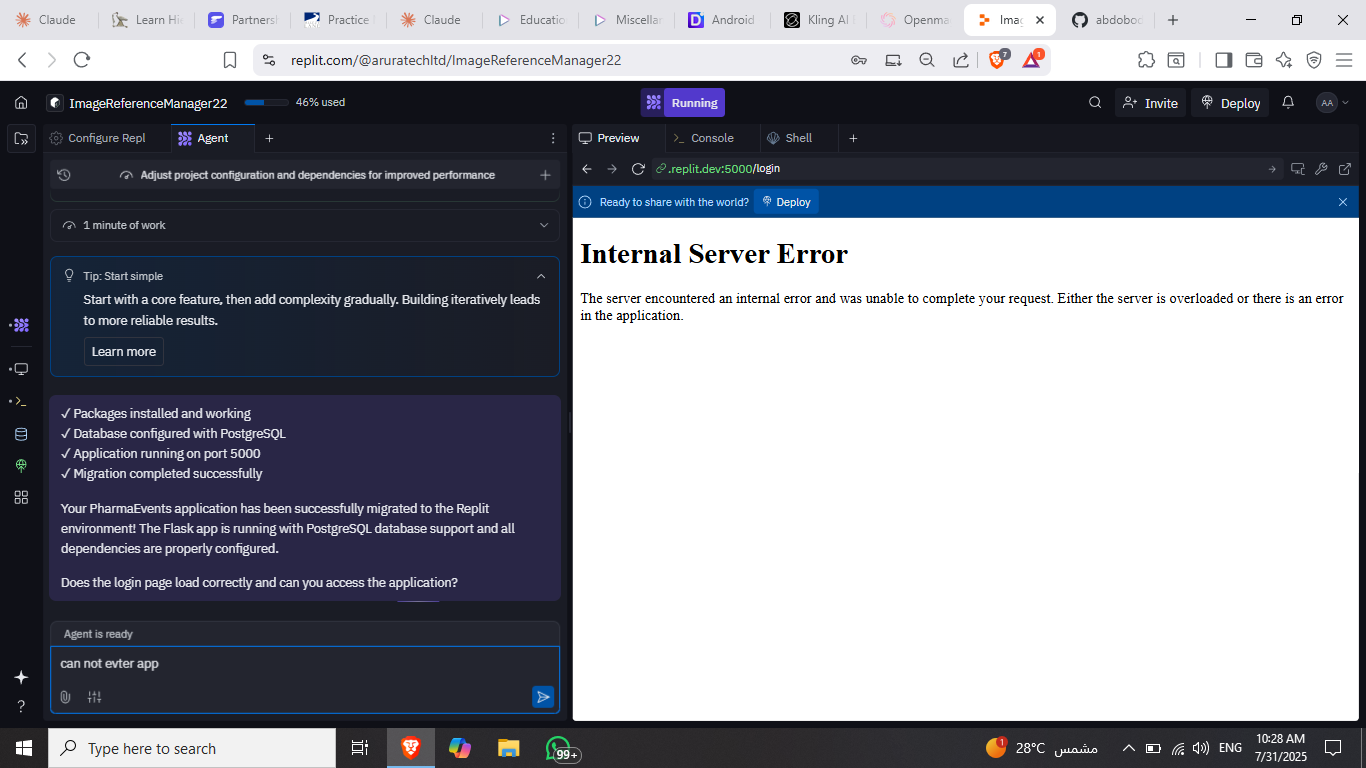 Claude
Learn Hi
Partners
Practice
Claude
Educatio
Miscellar
Android
Kling AI
Openma
Imag
abdoboc
replit.com/@aruratechltd/ImageReferenceManager22
7
1
ImageReferenceManager22
46% used
Running
Invite
Deploy
AA
Configure Repl
Agent
Preview
Console
Shell
Adjust project configuration and dependencies for improved performance
.replit.dev:5000/login
Ready to share with the world?
Deploy
1 minute of work
Tip: Start simple
Start with a core feature, then add complexity gradually. Building iteratively leads
to more reliable results.
Learn more
Internal Server Error
The server encountered an internal error and was unable to complete your request. Either the server is overloaded or there is an error
in the application.
✓ Packages installed and working
✓ Database configured with PostgreSQL
✓ Application running on port 5000
✓ Migration completed successfully
Your PharmaEvents application has been successfully migrated to the Replit
environment! The Flask app is running with PostgreSQL database support and all
dependencies are properly configured.
Does the login page load correctly and can you access the application?
Agent is ready
can not evter app
?
Type here to search
99+
1
28°C مشمس
ENG
10:28 AM
7/31/2025